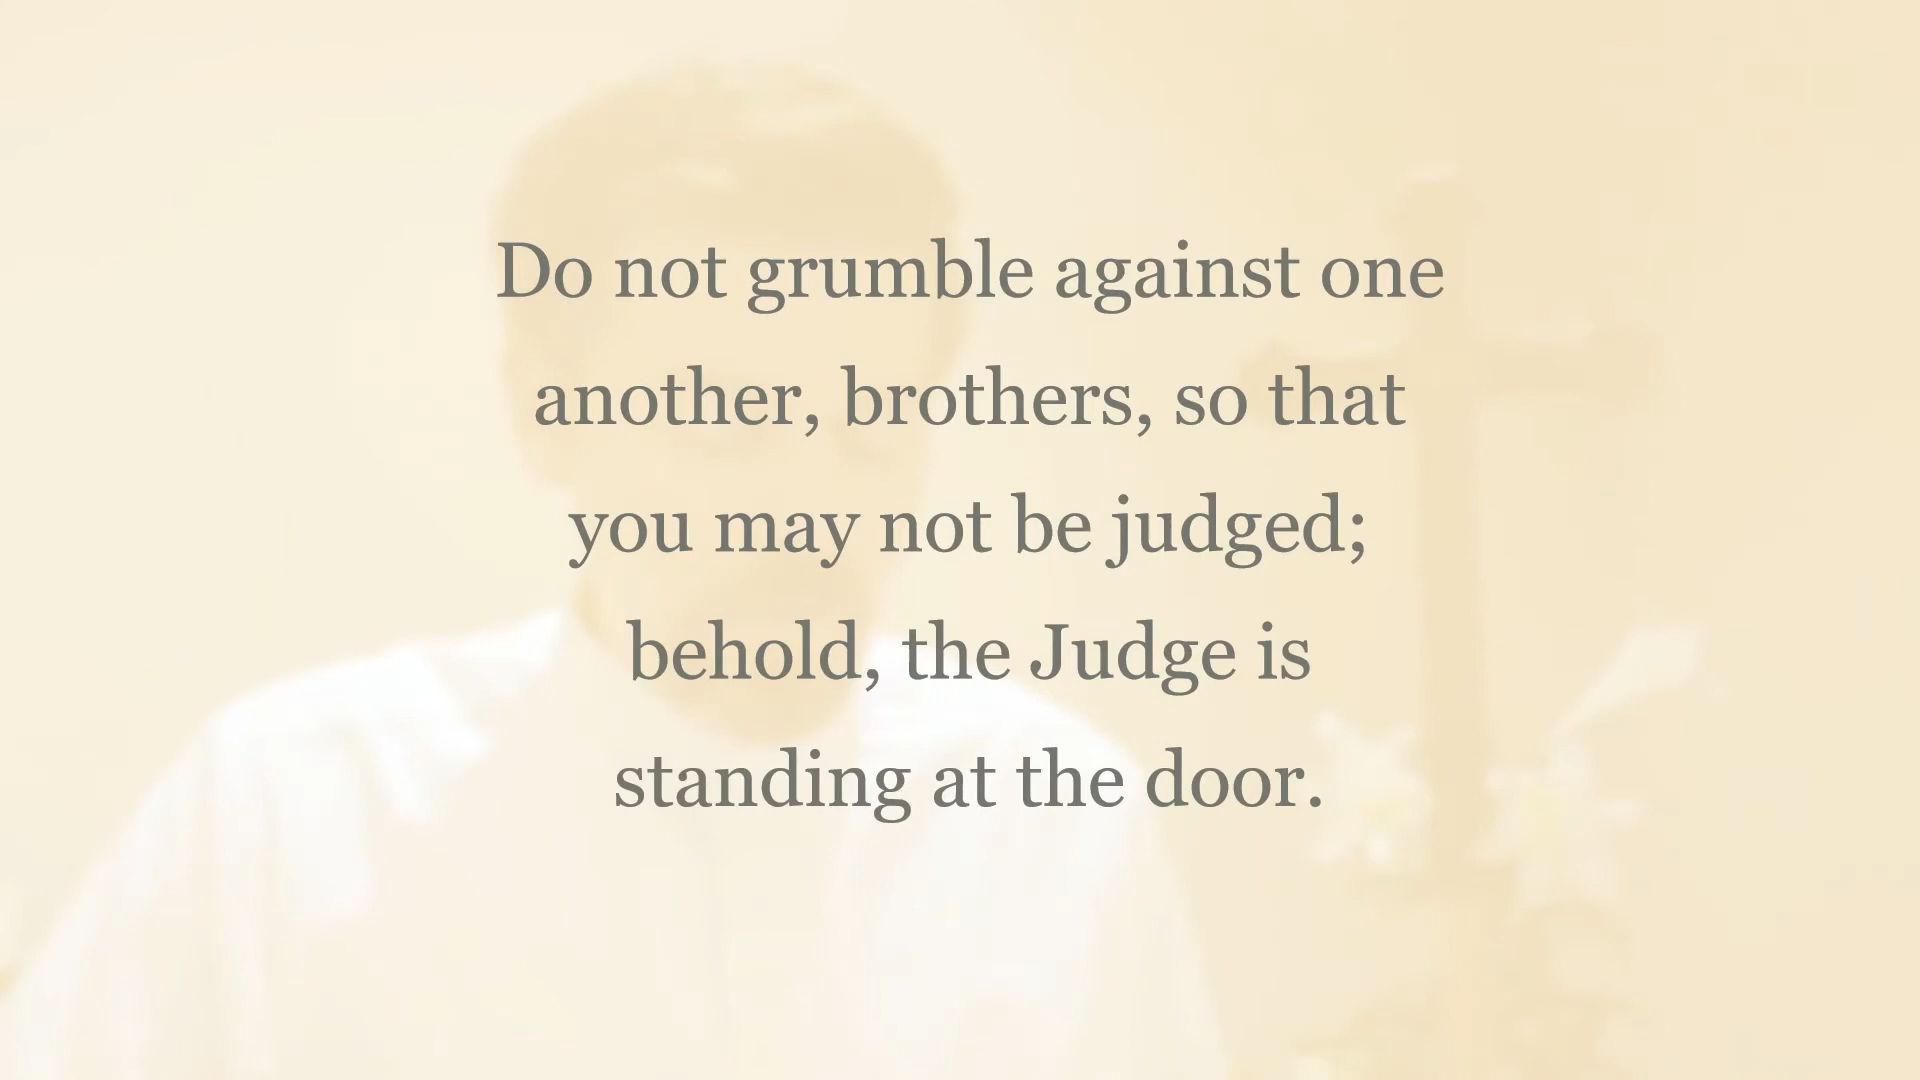 Do not grumble against one
another, brothers, so that
you may not be judged;
behold, the Judge is
standing at the door.